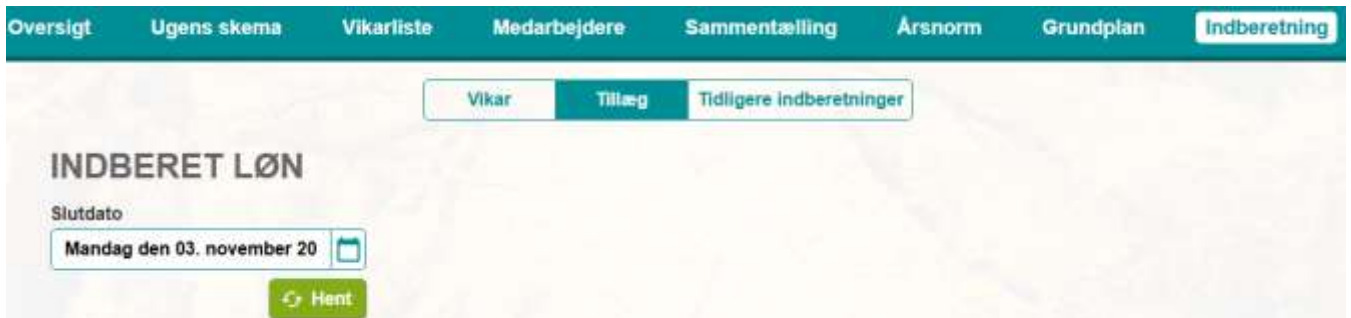 Oversigt Ugens skema Vikarliste Medarbejdere Sammentælling Årsnorm Grundplan Indberetning
Vikar Tillæg Tidligere indberetninger
INDBERET LØN
Slutdato
Mandag den 03. november 20
Hent